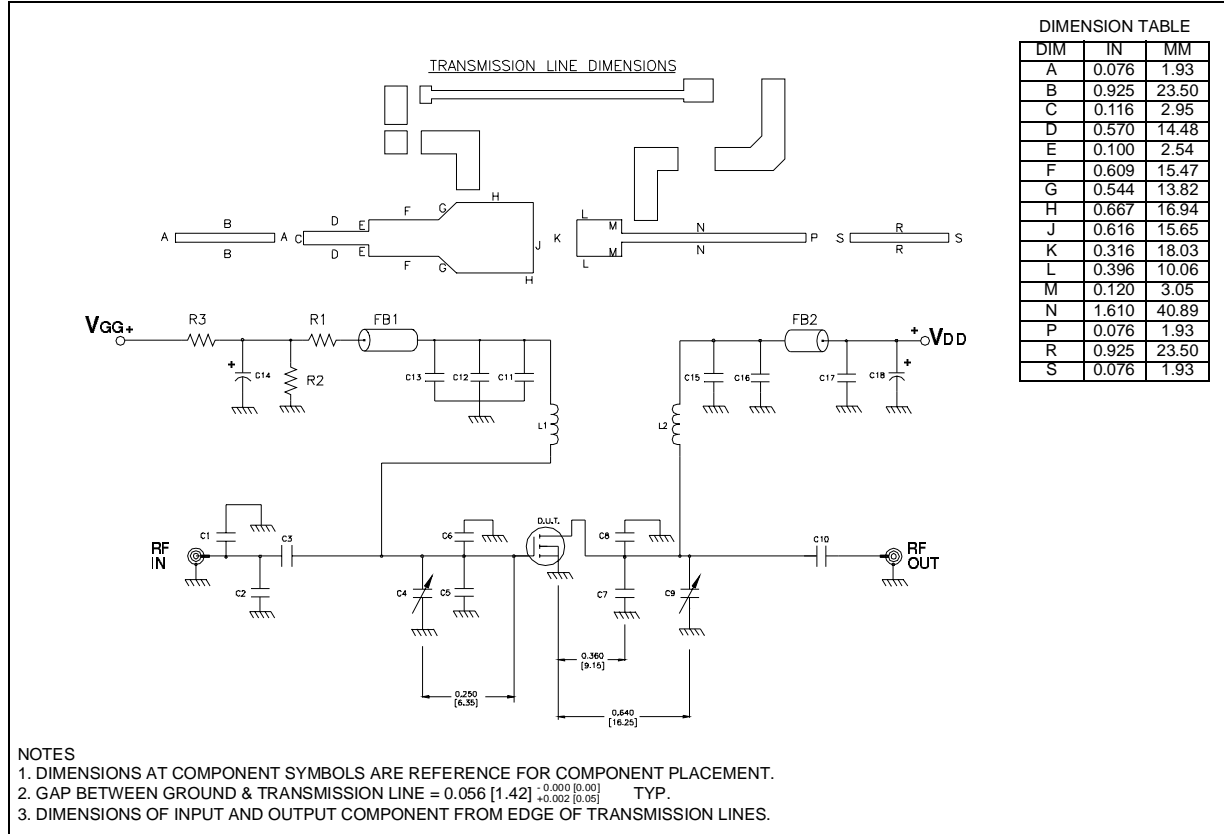 DIMENSION TABLE
DIM IN MM
A 0.076 1.93
B 0.925 23.50
C 0.116 2.95
D 0.570 14.48
E 0.100 2.54
F 0.609 15.47
G 0.544 13.82
H 0.667 16.94
J 0.616 15.65
K 0.316 18.03
L 0.396 10.06
M 0.120 3.05
N 1.610 40.89
P 0.076 1.93
R 0.925 23.50
S 0.076 1.93
TRANSMISSION LINE DIMENSIONS
H
L
B D F G M N R
A A C E J K P S S
B D E F G M N R
L
H
VGG+ R3 R1 FB1 FB2 + VDD
+ C14 R2 C13 C12 C11 C15 C16 C17 C18 +
L1 L2
D.U.T.
C1 C3 C6 C8 C10
RF IN
RF OUT
C2 C4 C5 C7 C9
0.360
[9.15]
0.250
[6.35]
0.640
[16.25]
NOTES
1. DIMENSIONS AT COMPONENT SYMBOLS ARE REFERENCE FOR COMPONENT PLACEMENT.
2. GAP BETWEEN GROUND & TRANSMISSION LINE = 0.056 [1.42] -0.000 [0.00] +0.002 [0.05] TYP.
3. DIMENSIONS OF INPUT AND OUTPUT COMPONENT FROM EDGE OF TRANSMISSION LINES.